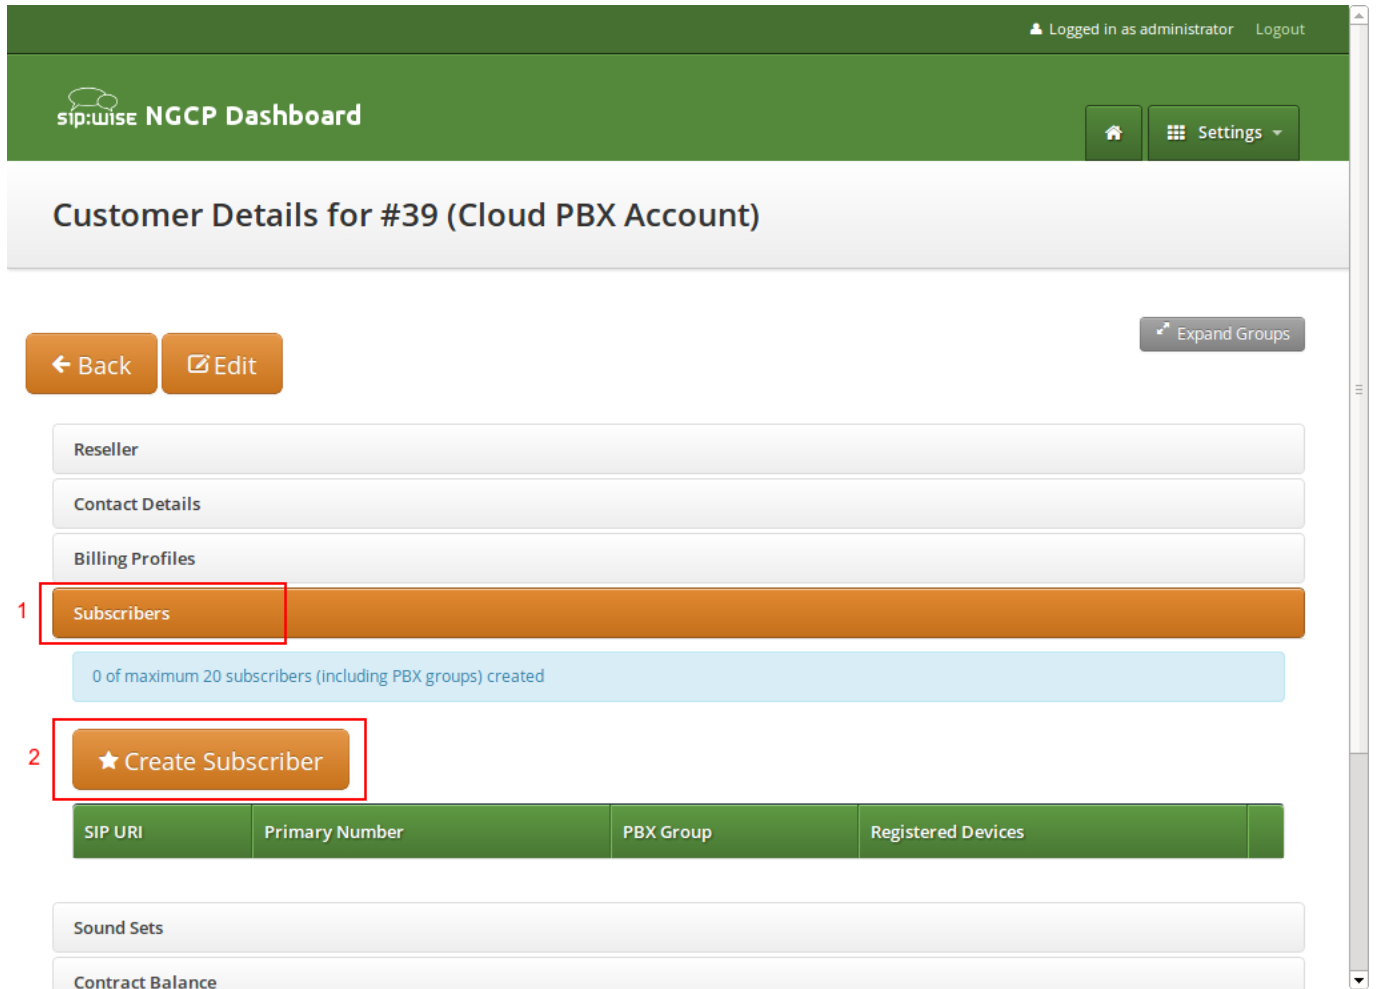 Logged in as administrator Logout
sip:wise NGCP Dashboard
Settings
Customer Details for #39 (Cloud PBX Account)
Expand Groups
Back Edit
Reseller
Contact Details
Billing Profiles
1 Subscribers
0 of maximum 20 subscribers (including PBX groups) created
2 Create Subscriber
SIP URI Primary Number PBX Group Registered Devices
Sound Sets
Contract Balance